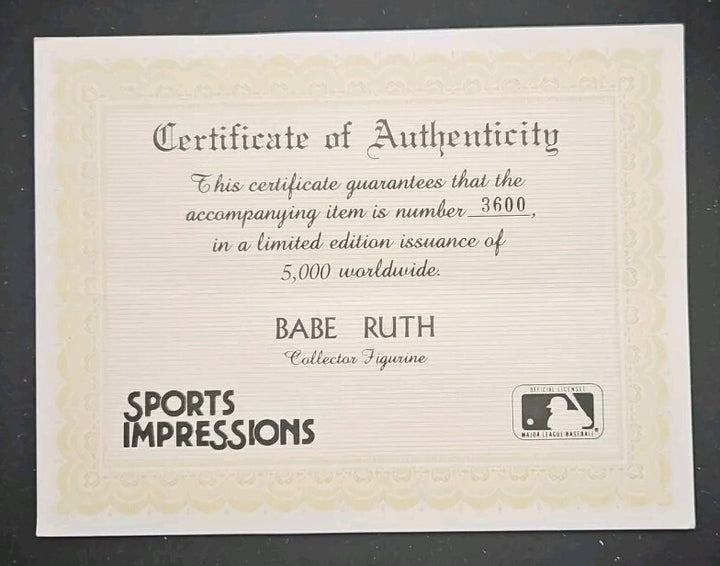 Certificate of Authenticity
This certificate guarantees that the
accompanying item is number 3600,
in a limited edition issuance of
5,000 worldwide.
BABE RUTH
Collector Figurine
SPORTS
IMPRESSIONS
OFFICIAL LICENSEE
MAJOR LEAGUE BASEBALL®